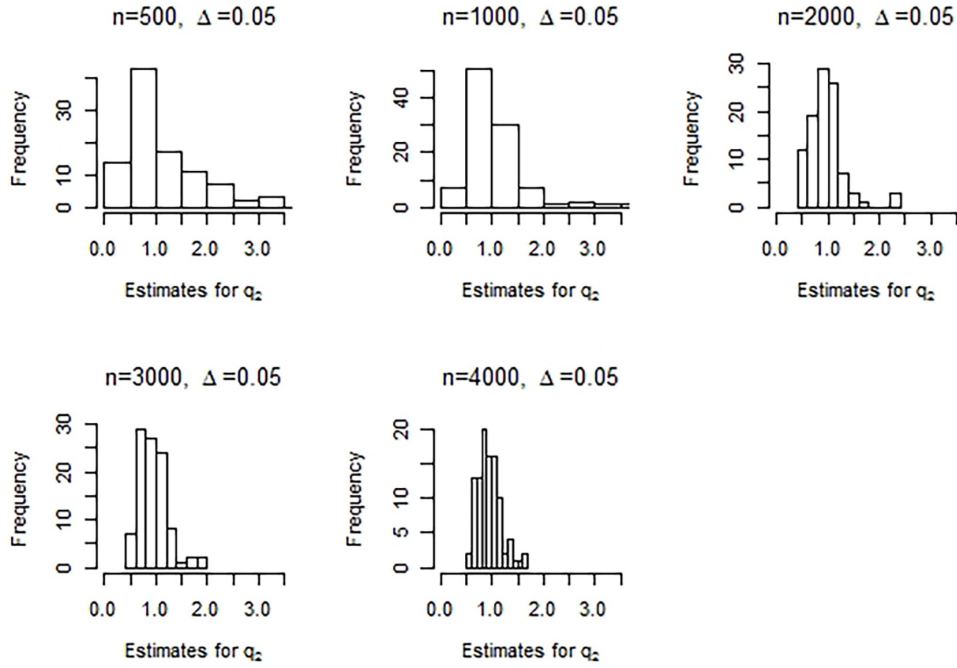 n=500, Δ=0.05
Frequency
0 10 30
0.0 1.0 2.0 3.0
Estimates for q₂
n=1000, Δ=0.05
Frequency
0 20 40
0.0 1.0 2.0 3.0
Estimates for q₂
n=2000, Δ=0.05
Frequency
0 10 20 30
0.0 1.0 2.0 3.0
Estimates for q₂
n=3000, Δ=0.05
Frequency
0 10 20 30
0.0 1.0 2.0 3.0
Estimates for q₂
n=4000, Δ=0.05
Frequency
0 5 10 20
0.0 1.0 2.0 3.0
Estimates for q₂